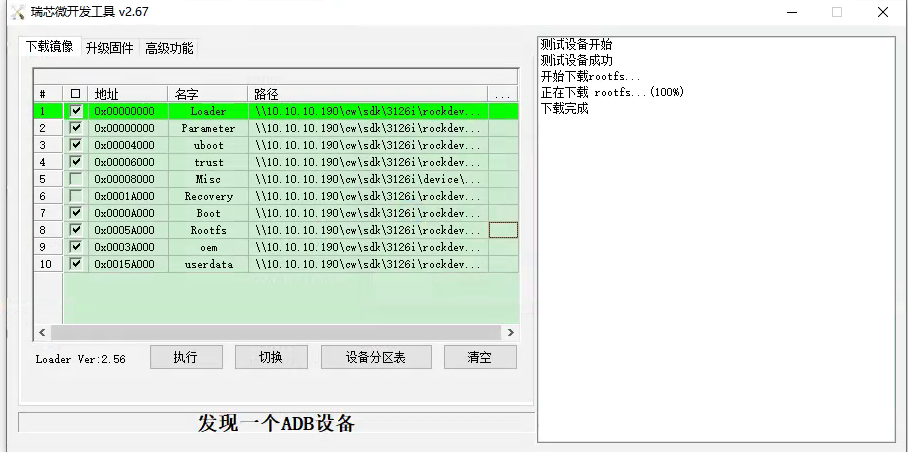 瑞芯微开发工具 v2.67
下载镜像 升级固件 高级功能
# 地址 名字 路径 ...
1 0x00000000 Loader \\10.10.10.190\cw\sdk\3126i\rockdev...
2 0x00000000 Parameter \\10.10.10.190\cw\sdk\3126i\rockdev...
3 0x00004000 uboot \\10.10.10.190\cw\sdk\3126i\rockdev...
4 0x00006000 trust \\10.10.10.190\cw\sdk\3126i\rockdev...
5 0x00008000 Misc \\10.10.10.190\cw\sdk\3126i\device\...
6 0x0001A000 Recovery \\10.10.10.190\cw\sdk\3126i\rockdev...
7 0x0000A000 Boot \\10.10.10.190\cw\sdk\3126i\rockdev...
8 0x0005A000 Rootfs \\10.10.10.190\cw\sdk\3126i\rockdev...
9 0x0003A000 oem \\10.10.10.190\cw\sdk\3126i\rockdev...
10 0x0015A000 userdata \\10.10.10.190\cw\sdk\3126i\rockdev...
Loader Ver:2.56 执行 切换 设备分区表 清空
发现一个ADB设备
测试设备开始
测试设备成功
开始下载rootfs...
正在下载 rootfs...(100%)
下载完成